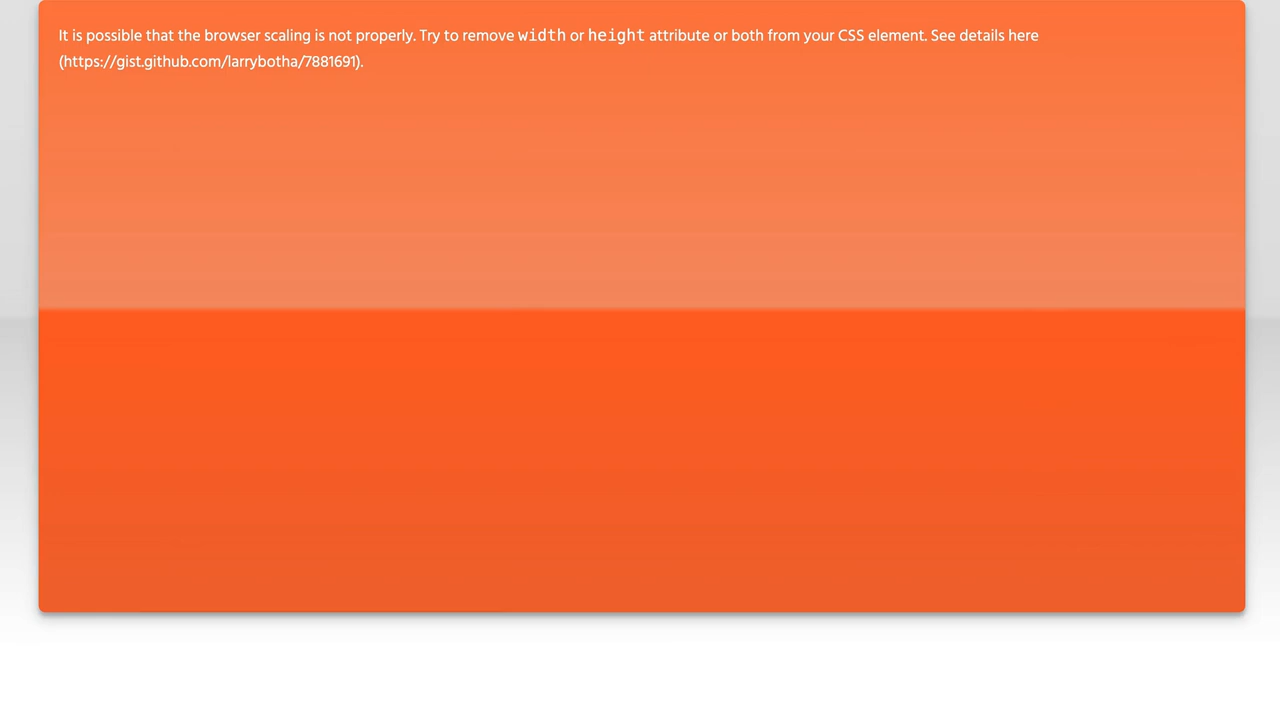 It is possible that the browser scaling is not properly. Try to remove width or height attribute or both from your CSS element. See details here
(https://gist.github.com/larrybotha/7881691).